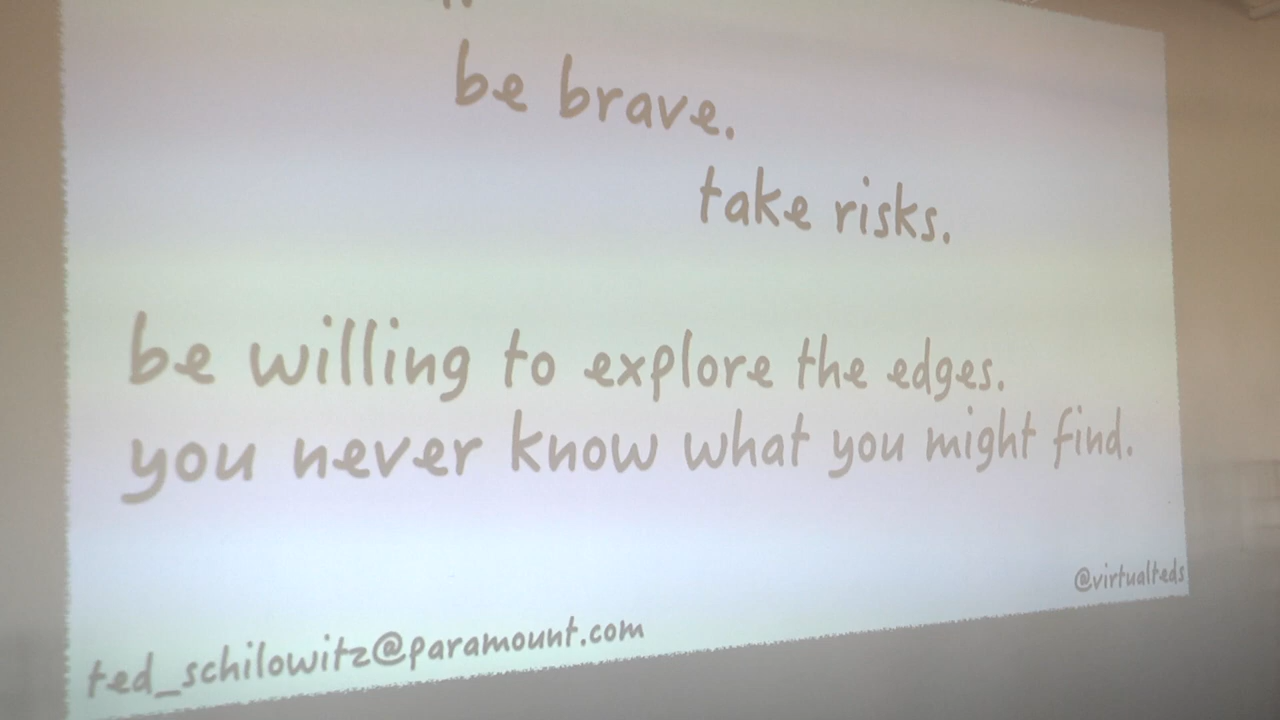 be brave.
take risks.
be willing to explore the edges.
you never know what you might find.
@virtualteds
ted_schilowitz@paramount.com